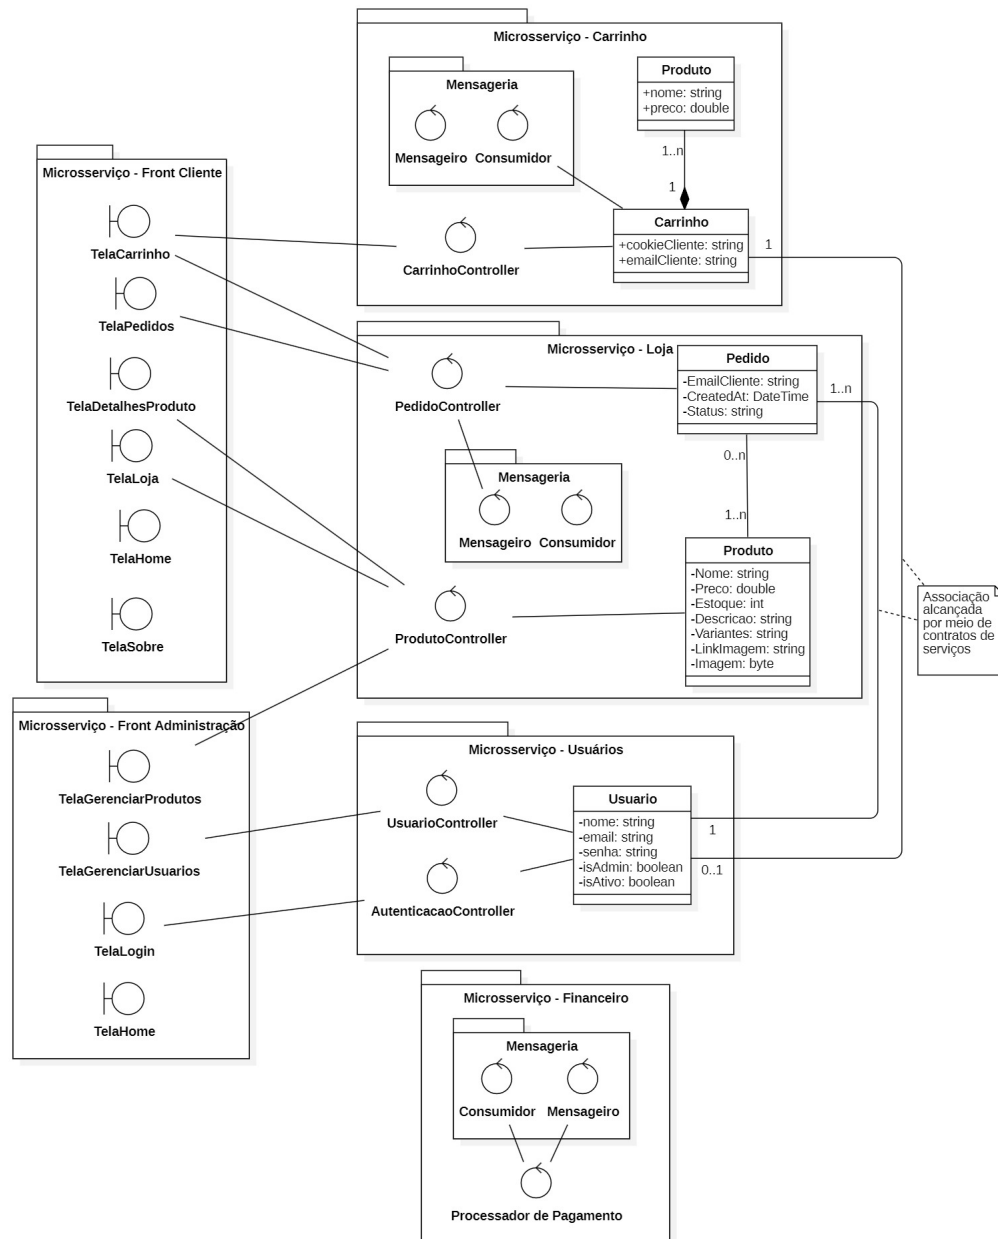 Microsserviço - Carrinho
Mensageria
Mensageiro
Consumidor
Produto
+nome: string
+preco: double
1..n
1
Carrinho
+cookieCliente: string
+emailCliente: string
1
CarrinhoController
Microsserviço - Front Cliente
TelaCarrinho
TelaPedidos
TelaDetalhesProduto
TelaLoja
TelaHome
TelaSobre
Microsserviço - Loja
PedidoController
Pedido
-EmailCliente: string
-CreatedAt: DateTime
-Status: string
1..n
0..n
1..n
Mensageria
Mensageiro
Consumidor
ProdutoController
Produto
-Nome: string
-Preco: double
-Estoque: int
-Descricao: string
-Variantes: string
-LinkImagem: string
-Imagem: byte
Associação
alcançada
por meio de
contratos de
serviços
Microsserviço - Front Administração
TelaGerenciarProdutos
TelaGerenciarUsuarios
TelaLogin
TelaHome
Microsserviço - Usuários
UsuarioController
AutenticacaoController
Usuario
-nome: string
-email: string
-senha: string
-isAdmin: boolean
-isAtivo: boolean
1
0..1
Microsserviço - Financeiro
Mensageria
Consumidor
Mensageiro
Processador de Pagamento